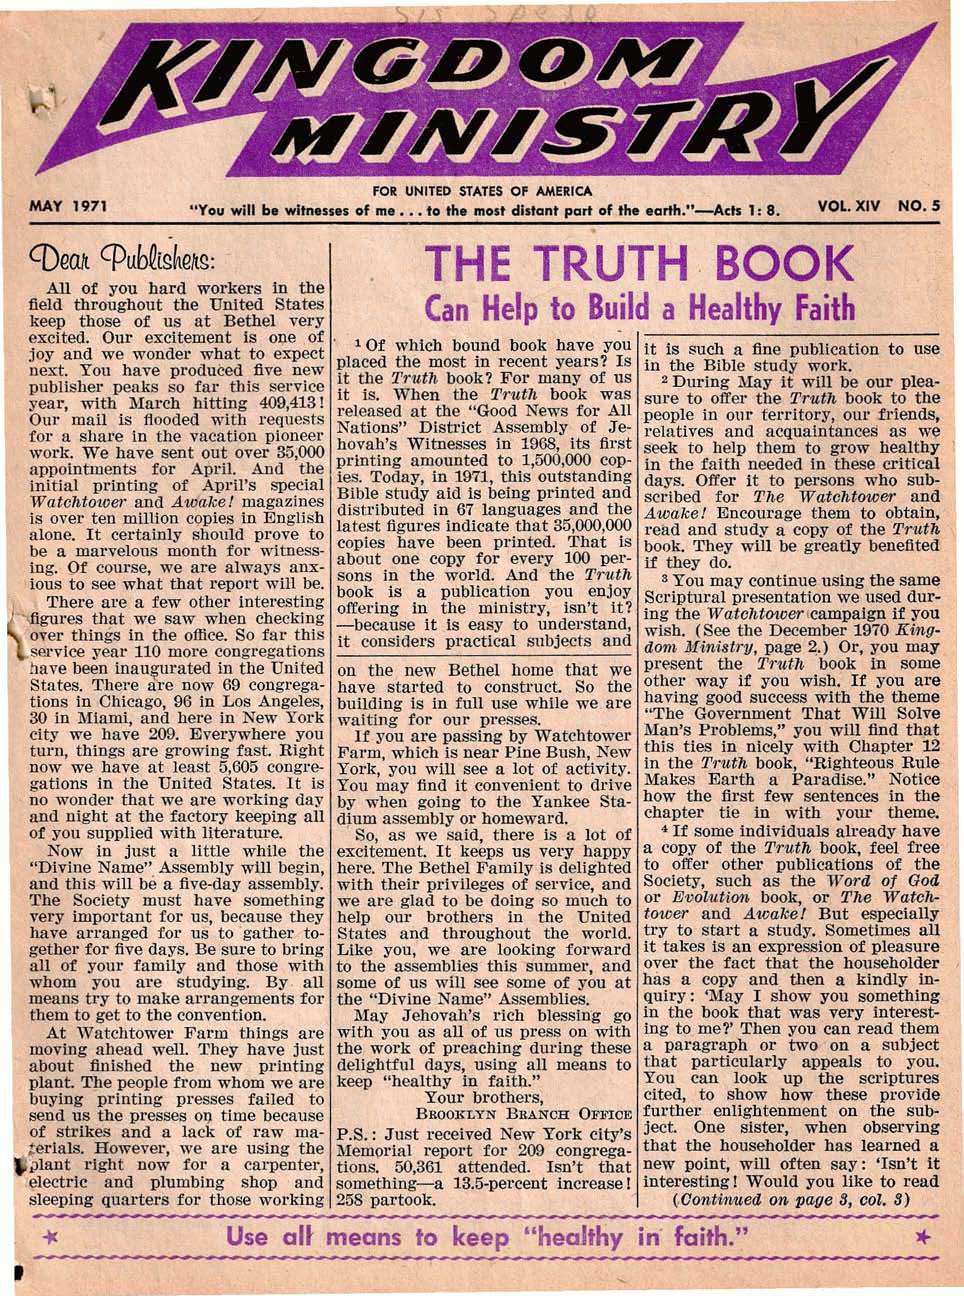 Sis Spese
KINGDOM
MINISTRY
FOR UNITED STATES OF AMERICA
MAY 1971 "You will be witnesses of me . . . to the most distant part of the earth."—Acts 1: 8. VOL. XIV NO. 5
Dear Publishers:
All of you hard workers in the
field throughout the United States
keep those of us at Bethel very
excited. Our excitement is one of
joy and we wonder what to expect
next. You have produced five new
publisher peaks so far this service
year, with March hitting 409,413!
Our mail is flooded with requests
for a share in the vacation pioneer
work. We have sent out over 35,000
appointments for April. And the
initial printing of April's special
Watchtower and Awake! magazines
is over ten million copies in English
alone. It certainly should prove to
be a marvelous month for witness-
ing. Of course, we are always anx-
ious to see what that report will be.
There are a few other interesting
figures that we saw when checking
over things in the office. So far this
service year 110 more congregations
have been inaugurated in the United
States. There are now 69 congrega-
tions in Chicago, 96 in Los Angeles,
30 in Miami, and here in New York
city we have 209. Everywhere you
turn, things are growing fast. Right
now we have at least 5,605 congre-
gations in the United States. It is
no wonder that we are working day
and night at the factory keeping all
of you supplied with literature.
Now in just a little while the
"Divine Name" Assembly will begin,
and this will be a five-day assembly.
The Society must have something
very important for us, because they
have arranged for us to gather to-
gether for five days. Be sure to bring
all of your family and those with
whom you are studying. By all
means try to make arrangements for
them to get to the convention.
At Watchtower Farm things are
moving ahead well. They have just
about finished the new printing
plant. The people from whom we are
buying printing presses failed to
send us the presses on time because
of strikes and a lack of raw ma-
terials. However, we are using the
plant right now for a carpenter,
electric and plumbing shop and
sleeping quarters for those working
on the new Bethel home that we
have started to construct. So the
building is in full use while we are
waiting for our presses.
If you are passing by Watchtower
Farm, which is near Pine Bush, New
York, you will see a lot of activity.
You may find it convenient to drive
by when going to the Yankee Sta-
dium assembly or homeward.
So, as we said, there is a lot of
excitement. It keeps us very happy
here. The Bethel Family is delighted
with their privileges of service, and
we are glad to be doing so much to
help our brothers in the United
States and throughout the world.
Like you, we are looking forward
to the assemblies this summer, and
some of us will see some of you at
the "Divine Name" Assemblies.
May Jehovah's rich blessing go
with you as all of us press on with
the work of preaching during these
delightful days, using all means to
keep "healthy in faith."
Your brothers,
BROOKLYN BRANCH OFFICE
P.S.: Just received New York city's
Memorial report for 209 congrega-
tions. 50,361 attended. Isn't that
something—a 13.5-percent increase!
258 partook.
THE TRUTH BOOK
Can Help to Build a Healthy Faith
1 Of which bound book have you
placed the most in recent years? Is
it the Truth book? For many of us
it is. When the Truth book was
released at the "Good News for All
Nations" District Assembly of Je-
hovah's Witnesses in 1968, its first
printing amounted to 1,500,000 cop-
ies. Today, in 1971, this outstanding
Bible study aid is being printed and
distributed in 67 languages and the
latest figures indicate that 35,000,000
copies have been printed. That is
about one copy for every 100 per-
sons in the world. And the Truth
book is a publication you enjoy
offering in the ministry, isn't it?
—because it is easy to understand,
it considers practical subjects and
it is such a fine publication to use
in the Bible study work.
2 During May it will be our plea-
sure to offer the Truth book to the
people in our territory, our friends,
relatives and acquaintances as we
seek to help them to grow healthy
in the faith needed in these critical
days. Offer it to persons who sub-
scribed for The Watchtower and
Awake! Encourage them to obtain,
read and study a copy of the Truth
book. They will be greatly benefited
if they do.
3 You may continue using the same
Scriptural presentation we used dur-
ing the Watchtower campaign if you
wish. (See the December 1970 King-
dom Ministry, page 2.) Or, you may
present the Truth book in some
other way if you wish. If you are
having good success with the theme
"The Government That Will Solve
Man's Problems," you will find that
this ties in nicely with Chapter 12
in the Truth book, "Righteous Rule
Makes Earth a Paradise." Notice
how the first few sentences in the
chapter tie in with your theme.
4 If some individuals already have
a copy of the Truth book, feel free
to offer other publications of the
Society, such as the Word of God
or Evolution book, or The Watch-
tower and Awake! But especially
try to start a study. Sometimes all
it takes is an expression of pleasure
over the fact that the householder
has a copy and then a kindly in-
quiry: 'May I show you something
in the book that was very interest-
ing to me?' Then you can read them
a paragraph or two on a subject
that particularly appeals to you.
You can look up the scriptures
cited, to show how these provide
further enlightenment on the sub-
ject. One sister, when observing
that the householder has learned a
new point, will often say: 'Isn't it
interesting! Would you like to read
(Continued on page 3, col. 3)
Use all means to keep "healthy in faith."